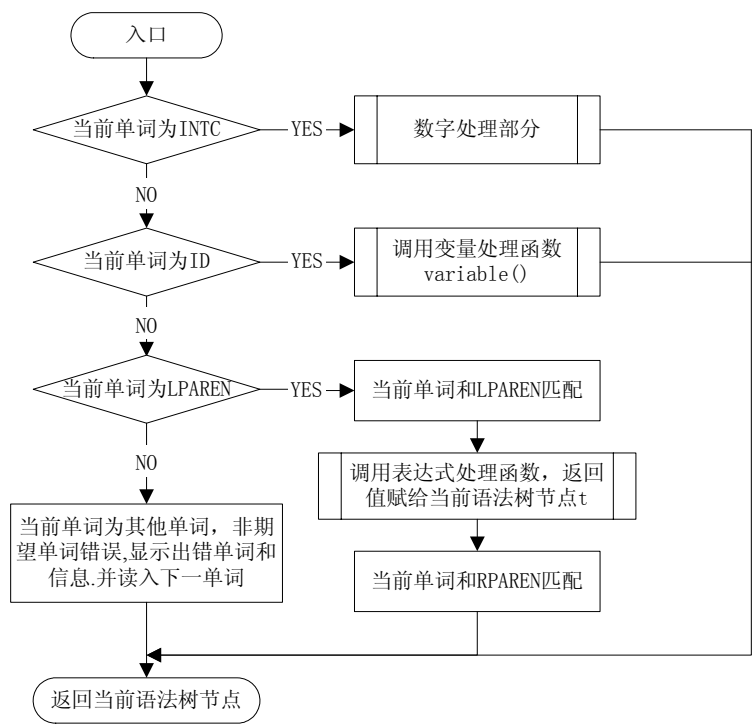 入口
当前单词为INTC
YES
数字处理部分
NO
当前单词为ID
YES
调用变量处理函数
variable()
NO
当前单词为LPAREN
YES
当前单词和LPAREN匹配
NO
调用表达式处理函数，返回
值赋给当前语法树节点t
当前单词为其他单词，非期
望单词错误,显示出错单词和
信息.并读入下一单词
当前单词和RPAREN匹配
返回当前语法树节点